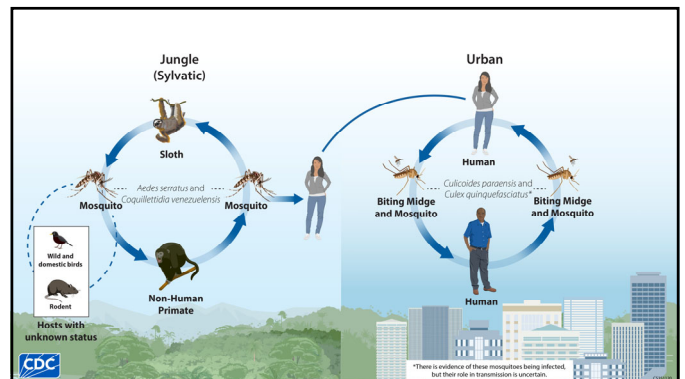 Jungle
(Sylvatic)
Sloth
Mosquito
Aedes serratus and
Coquillettidia venezuelensis
Mosquito
Non-Human
Primate
Wild and
domestic birds
Rodent
Hosts with
unknown status
CDC
Urban
Human
Biting Midge
and Mosquito
Culicoides paraensis and
Culex quinquefasciatus*
Biting Midge
and Mosquito
Human
*There is evidence of these mosquitoes being infected,
but their role in transmission is uncertain.